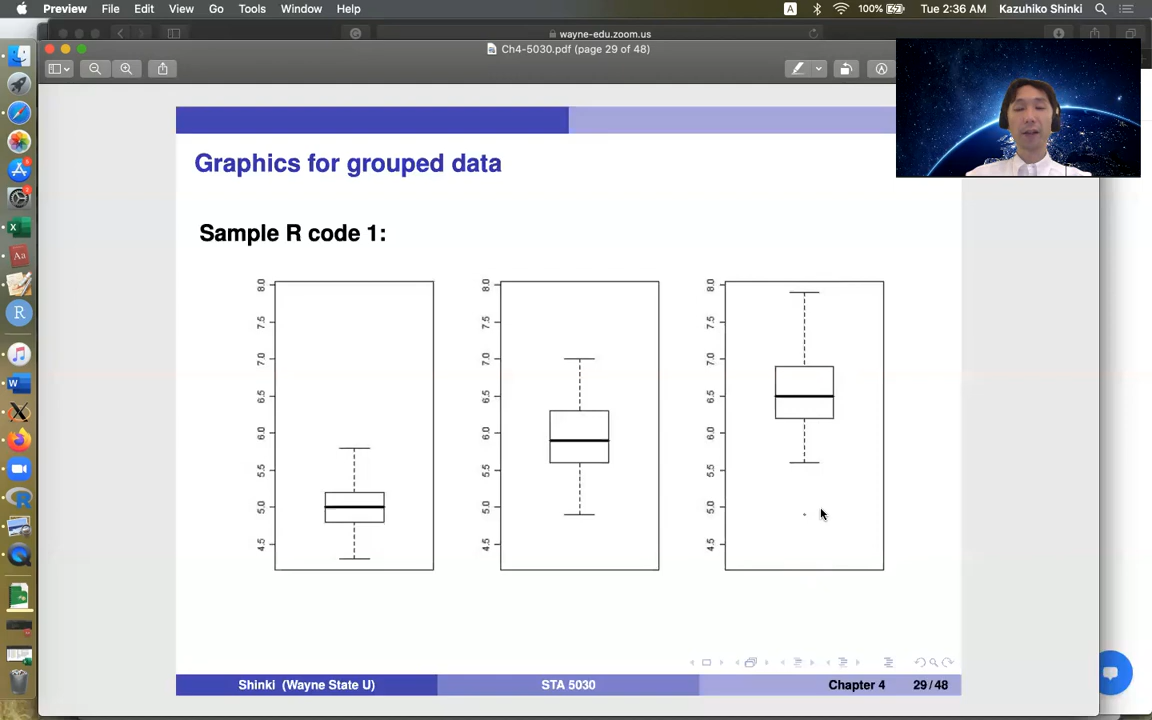 Preview File Edit View Go Tools Window Help A 100% Tue 2:36 AM Kazuhiko Shinki
wayne-edu.zoom.us
Ch4-5030.pdf (page 29 of 48)
Graphics for grouped data
Sample R code 1:
8.0 8.0 8.0
7.5 7.5 7.5
7.0 7.0 7.0
6.5 6.5 6.5
6.0 6.0 6.0
5.5 5.5 5.5
5.0 5.0 5.0
4.5 4.5 4.5
Shinki (Wayne State U) STA 5030 Chapter 4 29/48